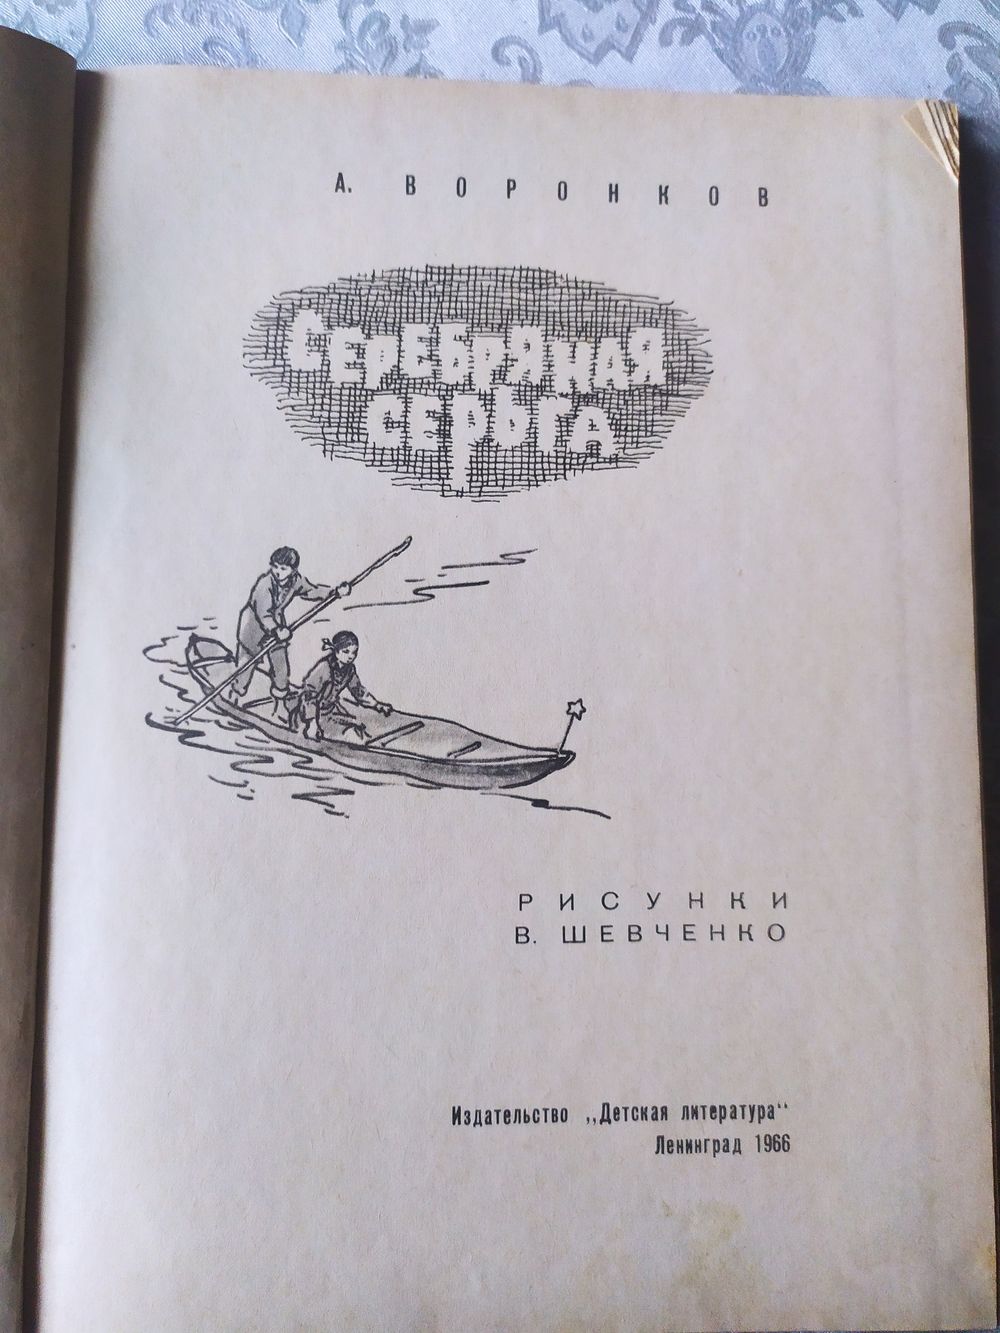 А. ВОРОНКОВ
СЕРЕБРЯНАЯ
СЕРЬГА
РИСУНКИ
В. ШЕВЧЕНКО
Издательство „Детская литература“
Ленинград 1966